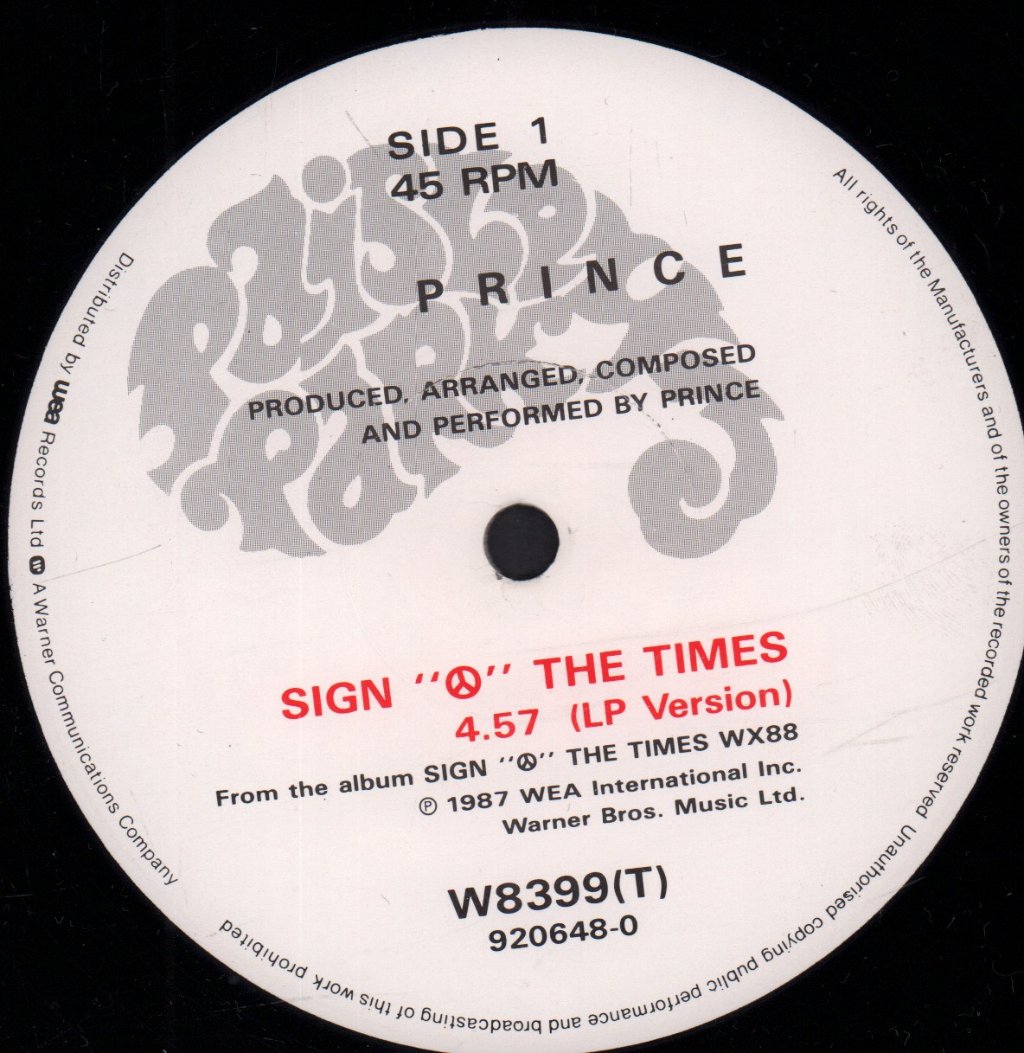 SIDE 1
45 RPM
Paisley
Park
PRINCE
PRODUCED, ARRANGED, COMPOSED
AND PERFORMED BY PRINCE
SIGN "☮" THE TIMES
4.57 (LP Version)
From the album SIGN "☮" THE TIMES WX88
℗ 1987 WEA International Inc.
Warner Bros. Music Ltd.
W8399(T)
920648-0
Distributed by wea Records Ltd W A Warner Communications Company
All rights of the Manufacturers and of the owners of the recorded work reserved Unauthorised copying public performance and broadcasting of this work prohibited